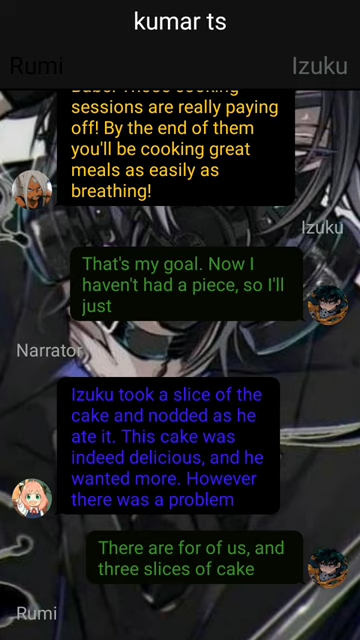 kumar ts
Rumi
Izuku
sessions are really paying
off! By the end of them
you'll be cooking great
meals as easily as
breathing!
Izuku
That's my goal. Now I
haven't had a piece, so I'll
just
Narrator
Izuku took a slice of the
cake and nodded as he
ate it. This cake was
indeed delicious, and he
wanted more. However
there was a problem
There are for of us, and
three slices of cake
Rumi